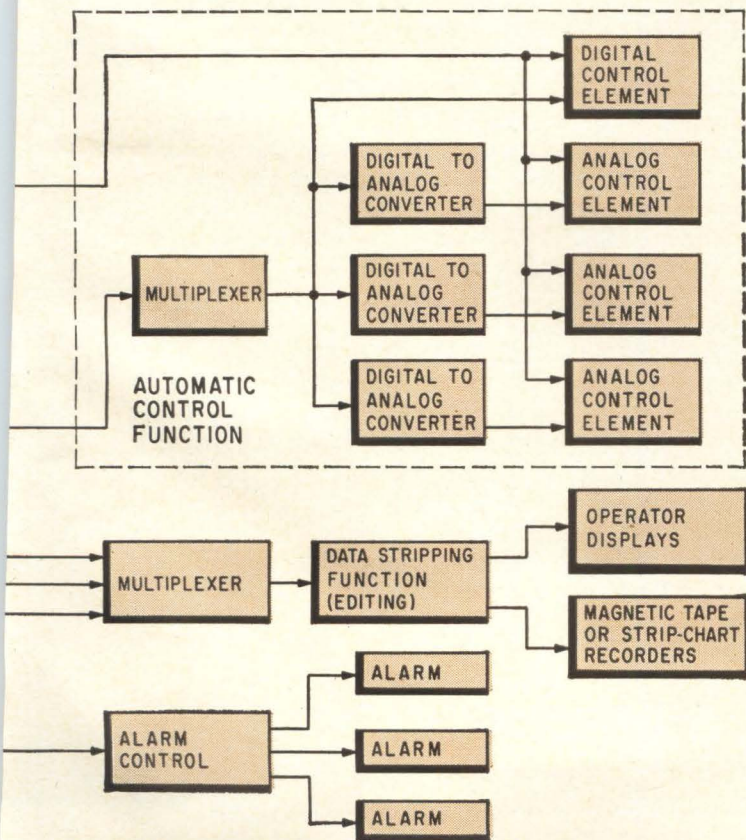 DIGITAL
CONTROL
ELEMENT
DIGITAL TO
ANALOG
CONVERTER
ANALOG
CONTROL
ELEMENT
MULTIPLEXER
DIGITAL TO
ANALOG
CONVERTER
ANALOG
CONTROL
ELEMENT
AUTOMATIC
CONTROL
FUNCTION
DIGITAL TO
ANALOG
CONVERTER
ANALOG
CONTROL
ELEMENT
MULTIPLEXER
DATA STRIPPING
FUNCTION
(EDITING)
OPERATOR
DISPLAYS
MAGNETIC TAPE
OR STRIP-CHART
RECORDERS
ALARM
CONTROL
ALARM
ALARM
ALARM